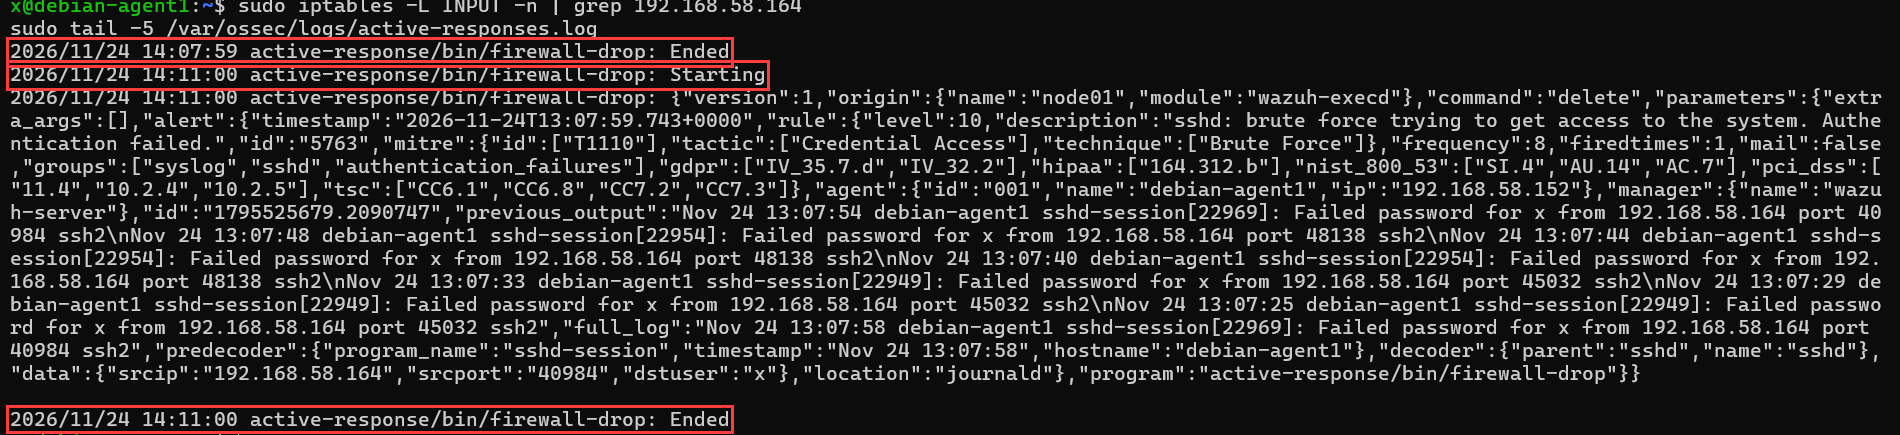 x@debian-agent1:~$ sudo iptables -L INPUT -n | grep 192.168.58.164
sudo tail -5 /var/ossec/logs/active-responses.log
2026/11/24 14:07:59 active-response/bin/firewall-drop: Ended
2026/11/24 14:11:00 active-response/bin/firewall-drop: Starting
2026/11/24 14:11:00 active-response/bin/firewall-drop: {"version":1,"origin":{"name":"node01","module":"wazuh-execd"},"command":"delete","parameters":{"extr
a_args":[],"alert":{"timestamp":"2026-11-24T13:07:59.743+0000","rule":{"level":10,"description":"sshd: brute force trying to get access to the system. Authe
ntication failed.","id":"5763","mitre":{"id":["T1110"],"tactic":["Credential Access"],"technique":["Brute Force"]},"frequency":8,"firedtimes":1,"mail":false
,"groups":["syslog","sshd","authentication_failures"],"gdpr":["IV_35.7.d","IV_32.2"],"hipaa":["164.312.b"],"nist_800_53":["SI.4","AU.14","AC.7"],"pci_dss":[
"11.4","10.2.4","10.2.5"],"tsc":["CC6.1","CC6.8","CC7.2","CC7.3"]},"agent":{"id":"001","name":"debian-agent1","ip":"192.168.58.152"},"manager":{"name":"wazu
h-server"},"id":"1795525679.2090747","previous_output":"Nov 24 13:07:54 debian-agent1 sshd-session[22969]: Failed password for x from 192.168.58.164 port 40
984 ssh2\nNov 24 13:07:48 debian-agent1 sshd-session[22954]: Failed password for x from 192.168.58.164 port 48138 ssh2\nNov 24 13:07:44 debian-agent1 sshd-s
ession[22954]: Failed password for x from 192.168.58.164 port 48138 ssh2\nNov 24 13:07:40 debian-agent1 sshd-session[22954]: Failed password for x from 192.
168.58.164 port 48138 ssh2\nNov 24 13:07:33 debian-agent1 sshd-session[22949]: Failed password for x from 192.168.58.164 port 45032 ssh2\nNov 24 13:07:29 de
bian-agent1 sshd-session[22949]: Failed password for x from 192.168.58.164 port 45032 ssh2\nNov 24 13:07:25 debian-agent1 sshd-session[22949]: Failed passwo
rd for x from 192.168.58.164 port 45032 ssh2","full_log":"Nov 24 13:07:58 debian-agent1 sshd-session[22969]: Failed password for x from 192.168.58.164 port
40984 ssh2","predecoder":{"program_name":"sshd-session","timestamp":"Nov 24 13:07:58","hostname":"debian-agent1"},"decoder":{"parent":"sshd","name":"sshd"},
"data":{"srcip":"192.168.58.164","srcport":"40984","dstuser":"x"},"location":"journald"},"program":"active-response/bin/firewall-drop"}}
2026/11/24 14:11:00 active-response/bin/firewall-drop: Ended